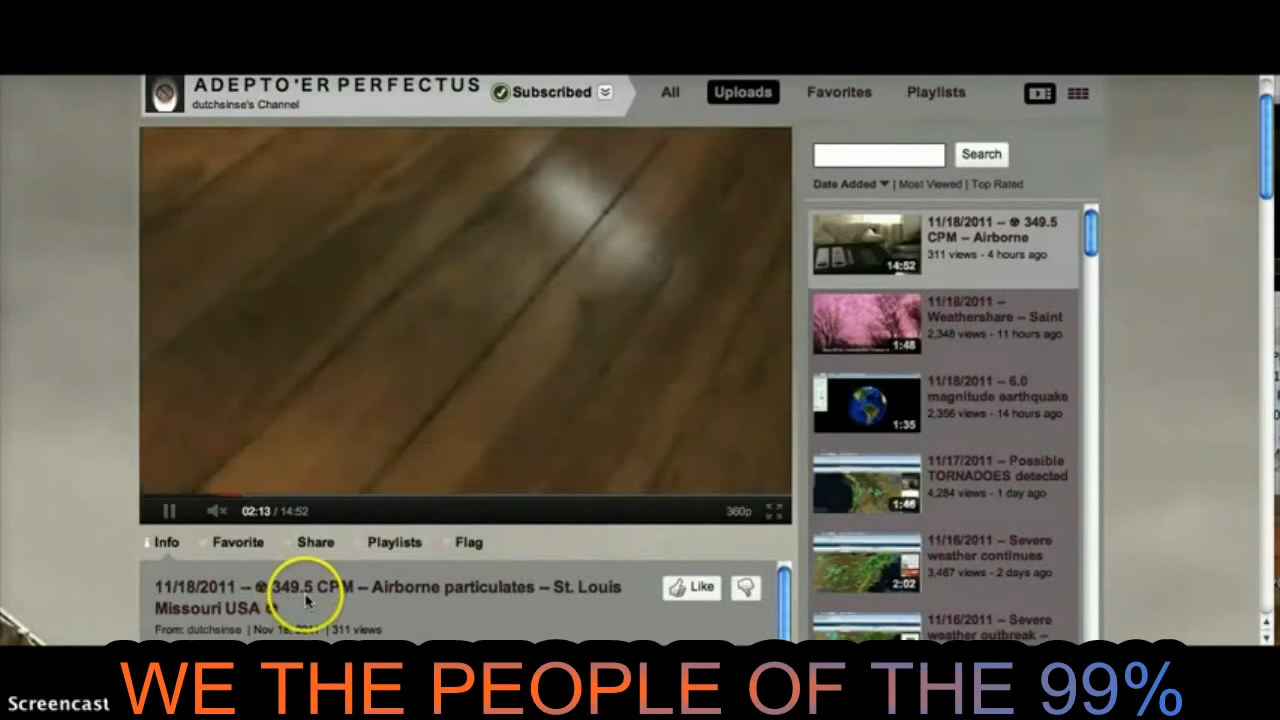 ADEPTO'ER PERFECTUS
dutchsinse's Channel
Subscribed
All
Uploads
Favorites
Playlists
Search
Date Added | Most Viewed | Top Rated
11/18/2011 – ☢ 349.5
CPM – Airborne
311 views - 4 hours ago
14:52
11/18/2011 –
Weathershare – Saint
2,348 views - 11 hours ago
1:48
11/18/2011 – 6.0
magnitude earthquake
2,356 views - 14 hours ago
1:35
11/17/2011 – Possible
TORNADOES detected
4,284 views - 1 day ago
1:46
11/16/2011 – Severe
weather continues
3,467 views - 2 days ago
2:02
11/16/2011 – Severe
weather outbreak –
02:13 / 14:52
360p
Info
Favorite
Share
Playlists
Flag
11/18/2011 – ☢ 349.5 CPM – Airborne particulates – St. Louis
Missouri USA
Like
From: dutchsinse | Nov 18, 2011 | 311 views
WE THE PEOPLE OF THE 99%
Screencast